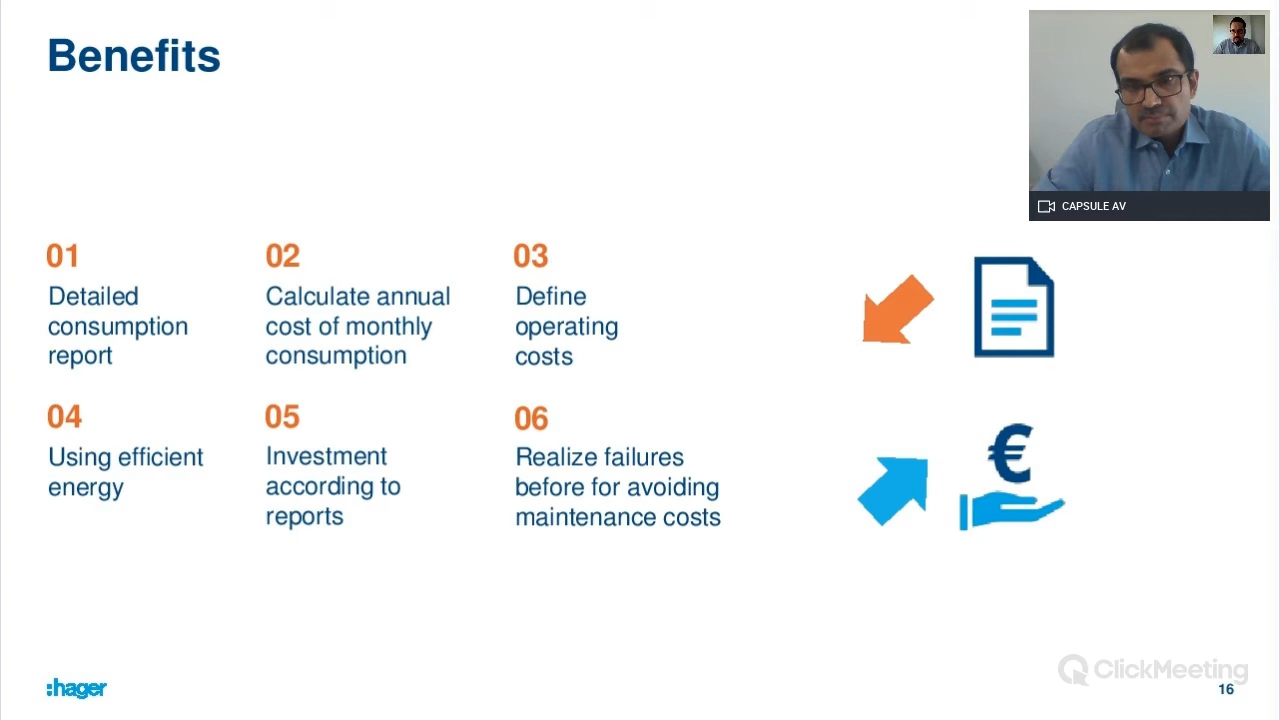 Benefits
CAPSULE AV
01
Detailed
consumption
report
02
Calculate annual
cost of monthly
consumption
03
Define
operating
costs
04
Using efficient
energy
05
Investment
according to
reports
06
Realize failures
before for avoiding
maintenance costs
€
:hager
ClickMeeting
16